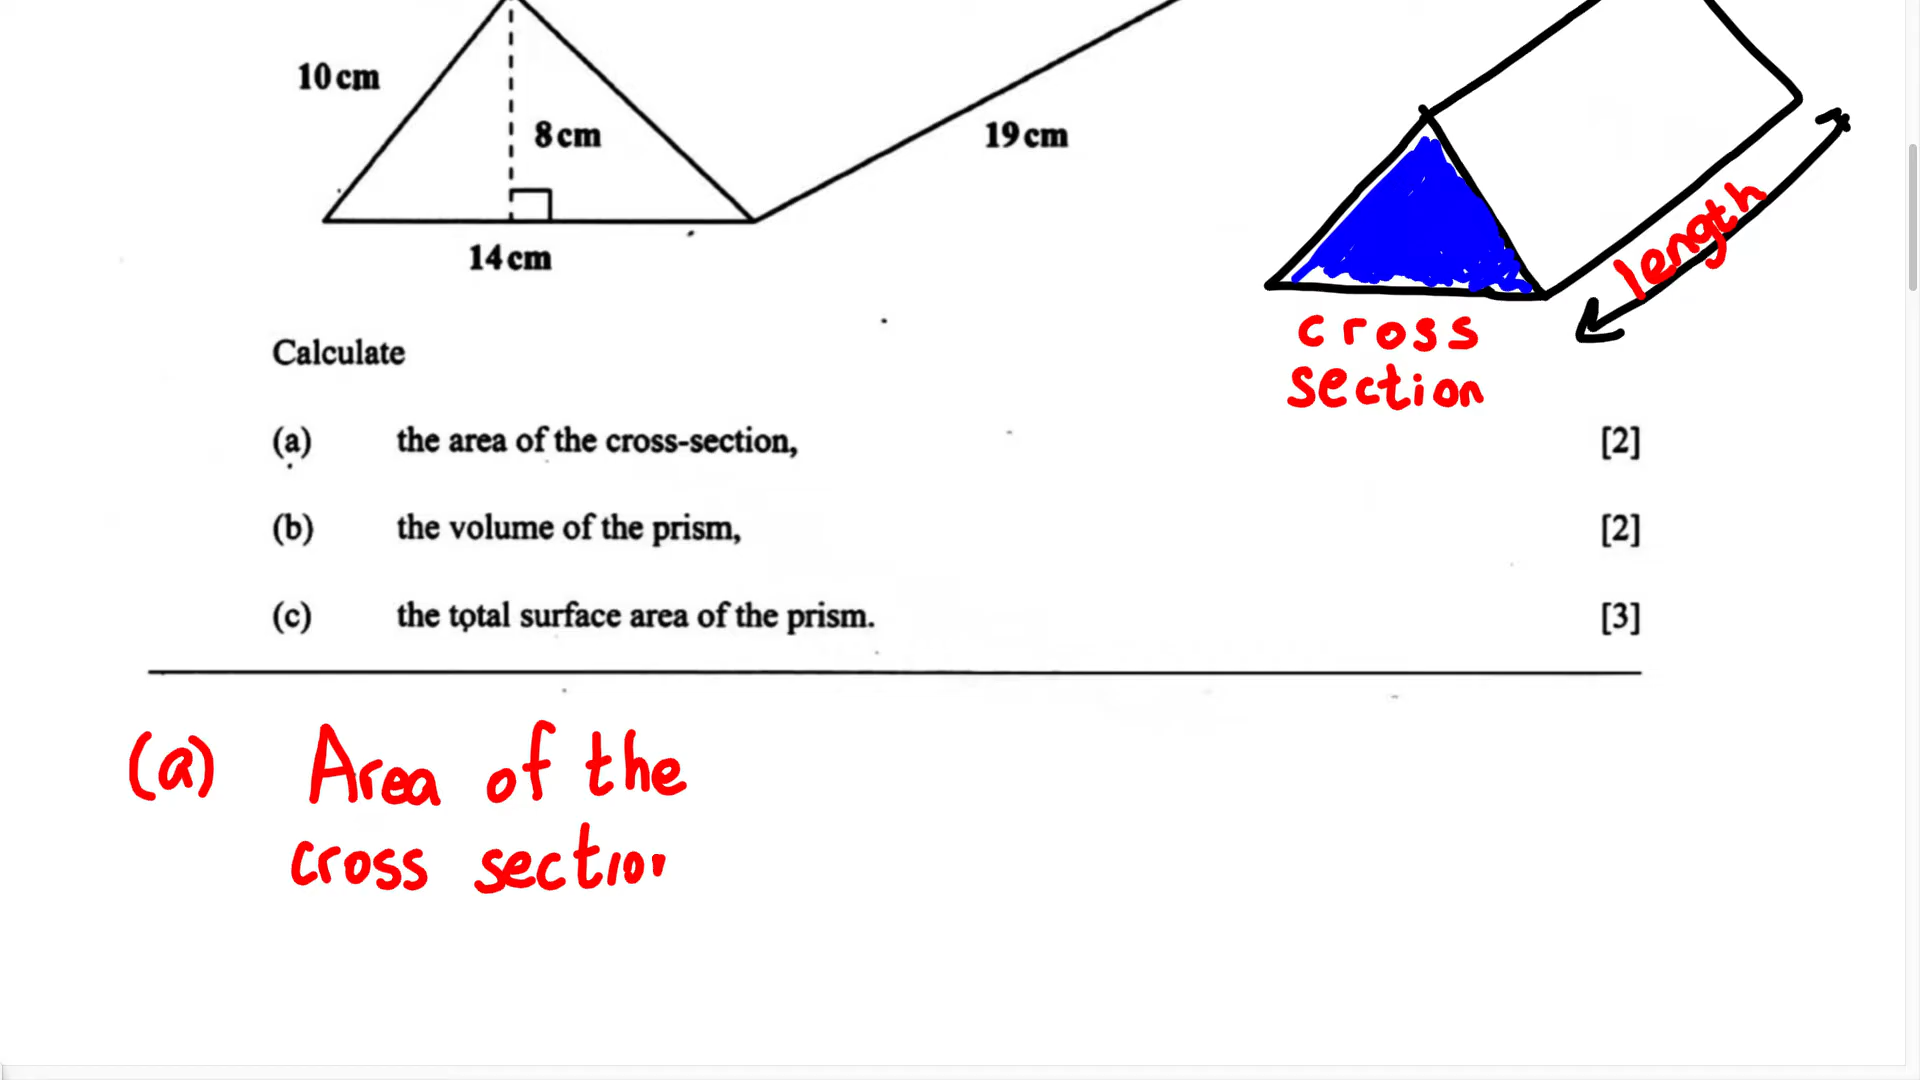 10 cm
8 cm
19 cm
14 cm
length
cross
section
Calculate
(a) the area of the cross-section, [2]
(b) the volume of the prism, [2]
(c) the total surface area of the prism. [3]
(a) Area of the
cross section